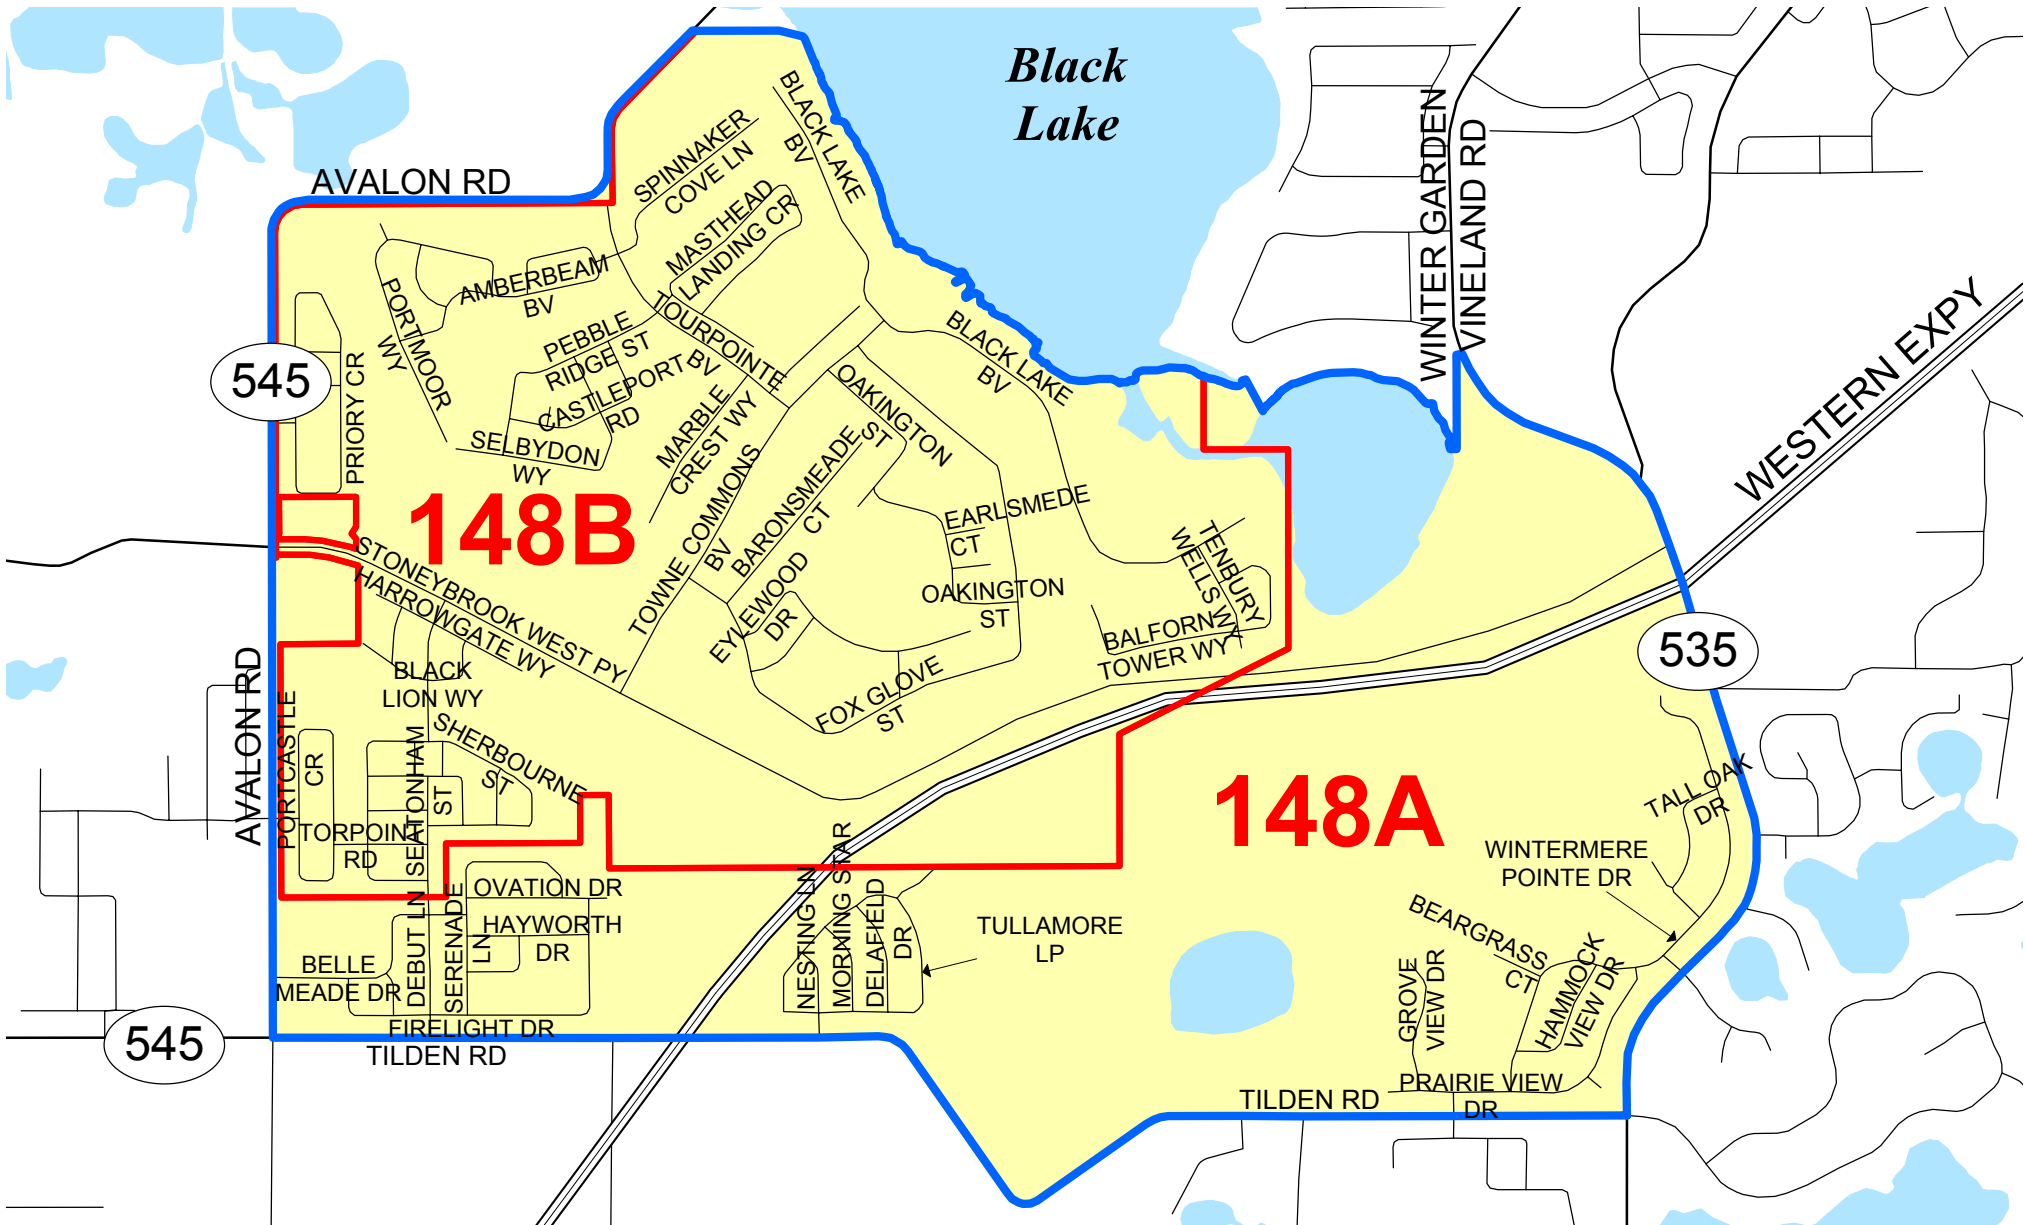 Black
Lake
AVALON RD
SPINNAKER
COVE LN
BLACK LAKE
BV
MASTHEAD
LANDING CR
WINTER GARDEN
VINELAND RD
AMBERBEAM
BV
PORTMOOR
WY
PEBBLE
RIDGE ST
TOURPOINTE
BV
CASTLEPORT
RD
545
PRIORY CR
BLACK LAKE
BV
WESTERN EXPY
MARBLE
CREST WY
OAKINGTON
ST
SELBYDON
WY
148B
TOWNE COMMONS
BV
BARONSMEADE
CT
EARLSMEDE
CT
STONEYBROOK WEST PY
HARROWGATE WY
EYLEWOOD
DR
OAKINGTON
ST
TENBURY
WELLS WY
BALFORN
TOWER WY
535
BLACK
LION WY
FOX GLOVE
ST
AVALON RD
PORTCASTLE
CR
SHERBOURNE
ST
SEATONHAM
ST
TORPOINT
RD
148A
TALL OAK
DR
WINTERMERE
POINTE DR
OVATION DR
HAYWORTH
DR
DEBUT LN
SERENADE
LN
BELLE
MEADE DR
NESTING LN
MORNING STAR
DELAFIELD
DR
TULLAMORE
LP
BEARGRASS
CT
HAMMOCK
VIEW DR
GROVE
VIEW DR
FIRELIGHT DR
545
TILDEN RD
PRAIRIE VIEW
DR
TILDEN RD